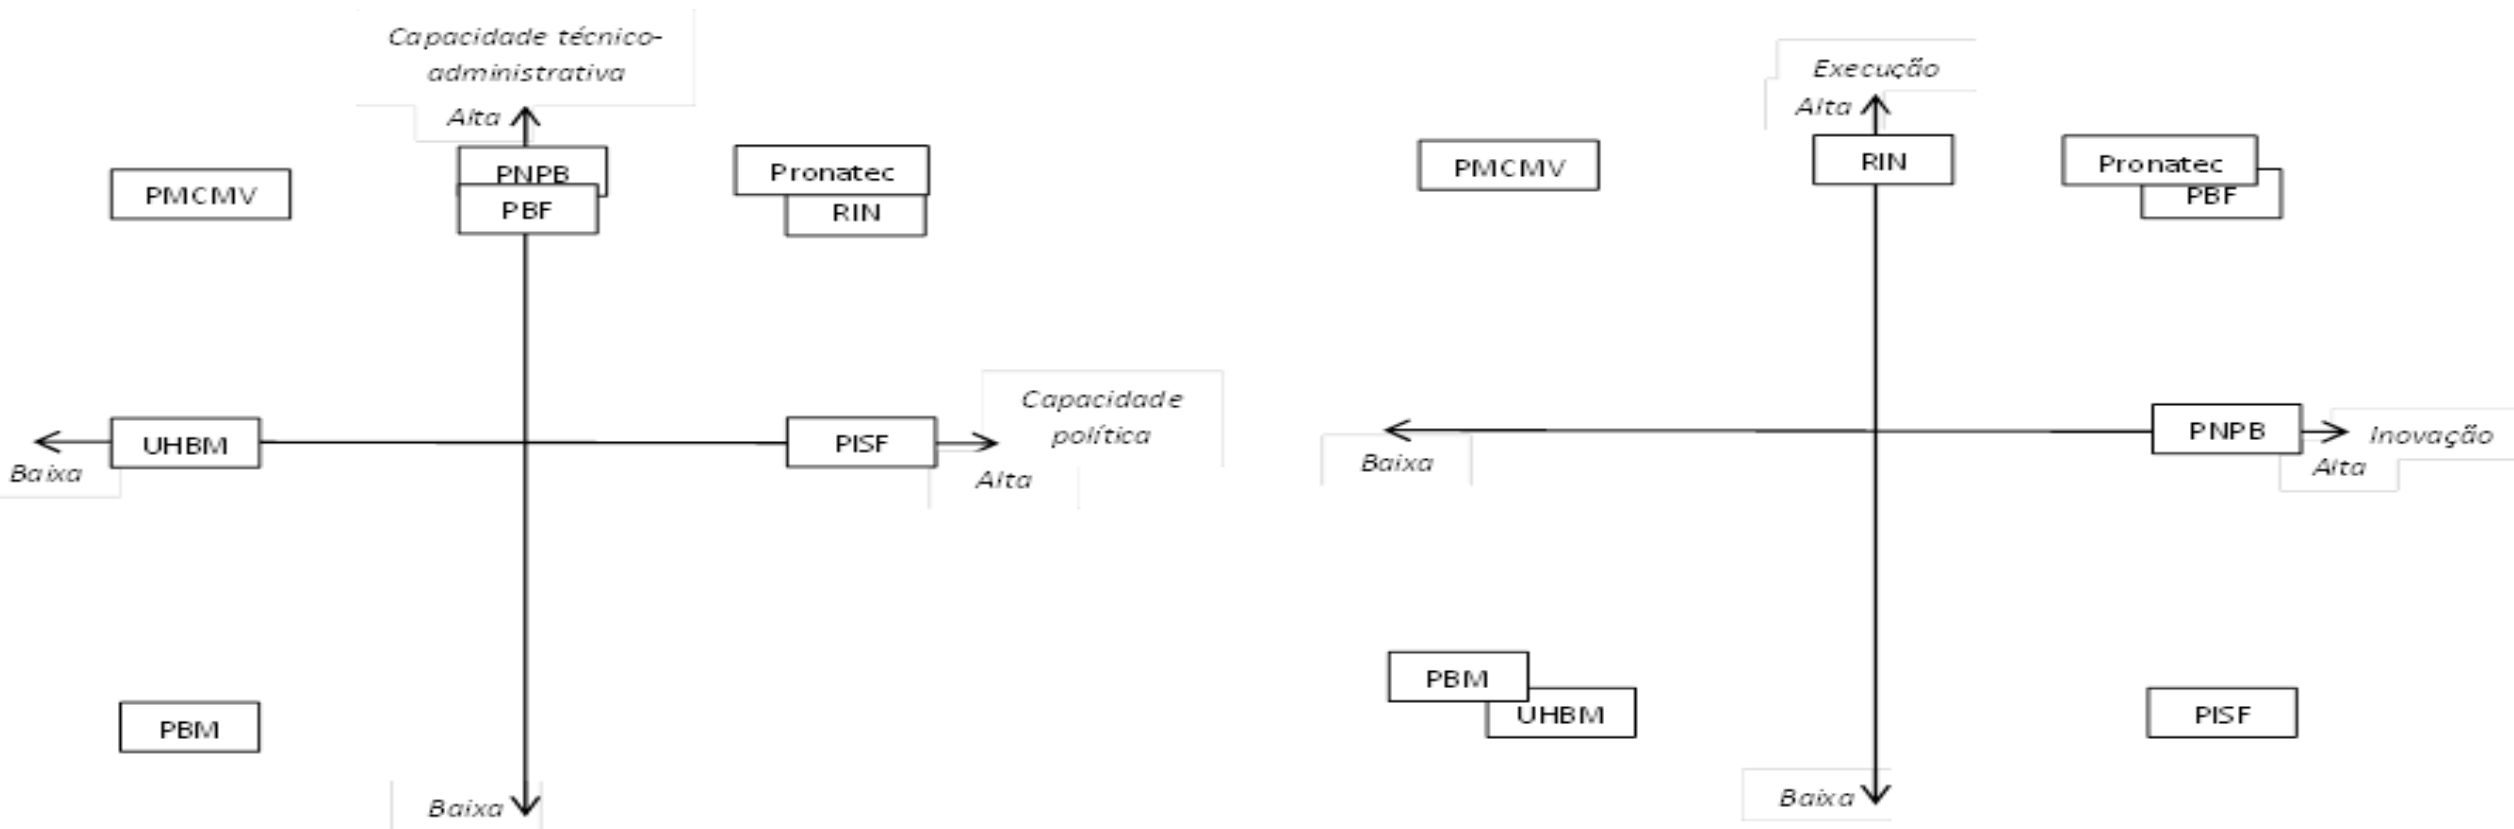 Capacidade técnico-
administrativa
Alta
PNPB
PBF
PMCMV
Pronatec
RIN
Capacidade
política
UHBM
PISF
Baixa
Alta
PBM
Baixa
Execução
Alta
PMCMV
RIN
Pronatec
PBF
PNPB
Inovação
Baixa
Alta
PBM
UHBM
PISF
Baixa